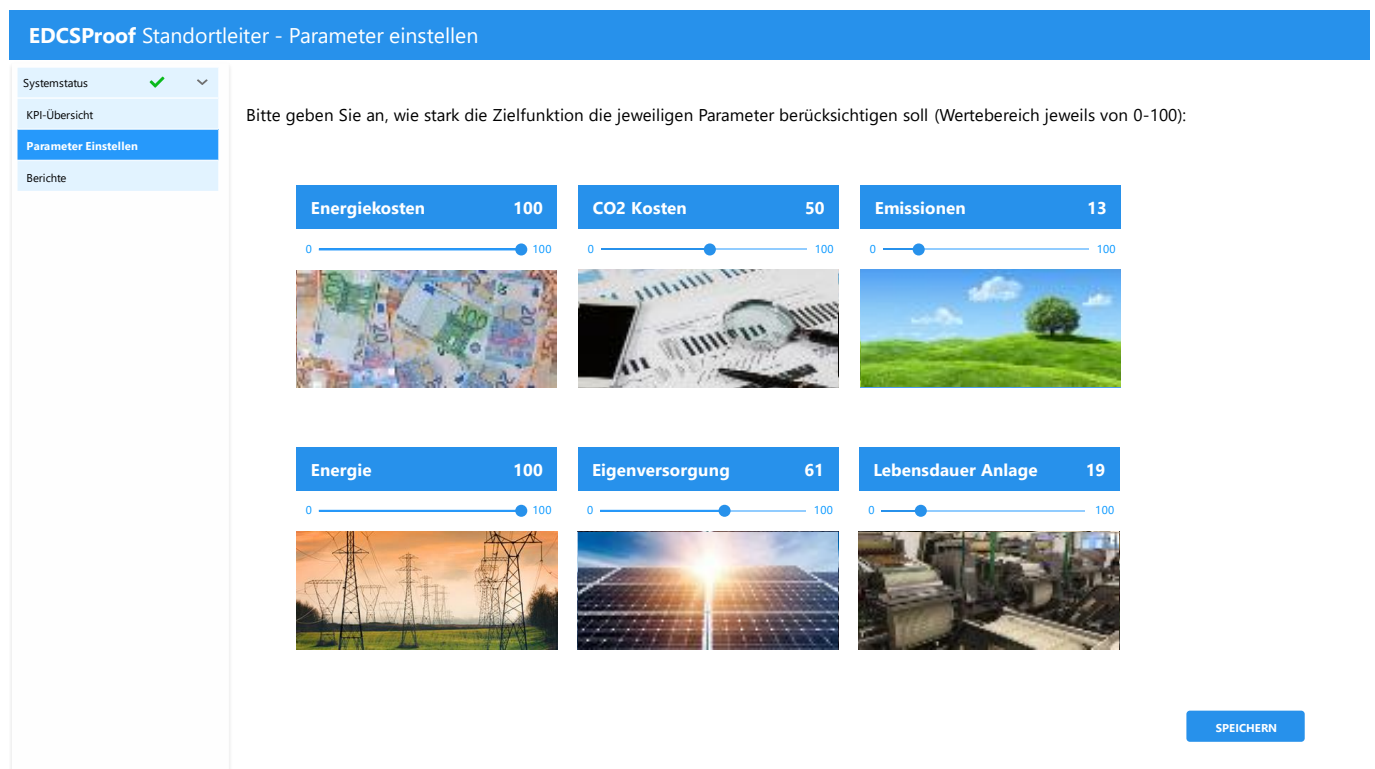 EDCSProof Standortleiter - Parameter einstellen
Systemstatus
KPI-Übersicht
Parameter Einstellen
Berichte
Bitte geben Sie an, wie stark die Zielfunktion die jeweiligen Parameter berücksichtigen soll (Wertebereich jeweils von 0-100):
Energiekosten 100
0 100
CO2 Kosten 50
0 100
Emissionen 13
0 100
Energie 100
0 100
Eigenversorgung 61
0 100
Lebensdauer Anlage 19
0 100
SPEICHERN